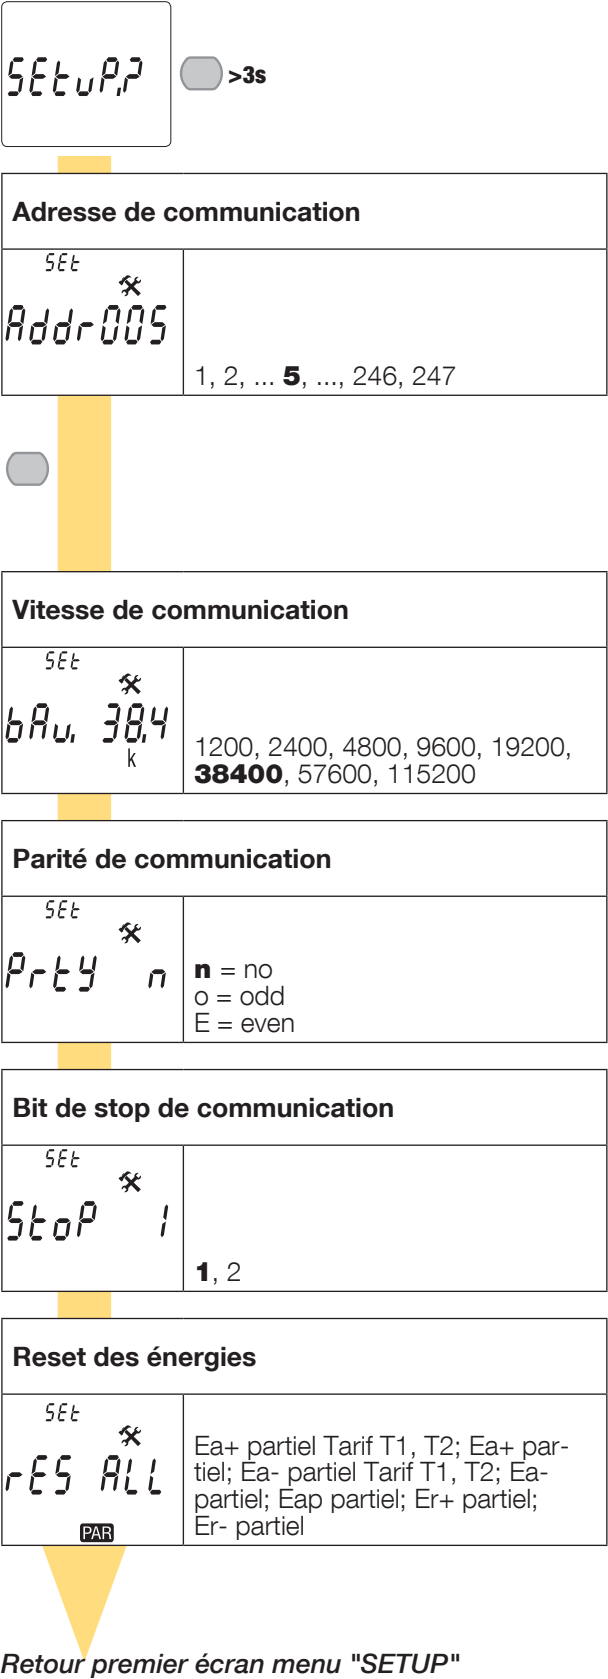 SEtuP.?
>3s
Adresse de communication
SEt
Addr005
1, 2, ... 5, ..., 246, 247
Vitesse de communication
SEt
bAu. 38.4
k
1200, 2400, 4800, 9600, 19200,
38400, 57600, 115200
Parité de communication
SEt
PrtY n
n = no
o = odd
E = even
Bit de stop de communication
SEt
StoP 1
1, 2
Reset des énergies
SEt
rES ALL
PAR
Ea+ partiel Tarif T1, T2; Ea+ par-
tiel; Ea- partiel Tarif T1, T2; Ea-
partiel; Eap partiel; Er+ partiel;
Er- partiel
Retour premier écran menu "SETUP"